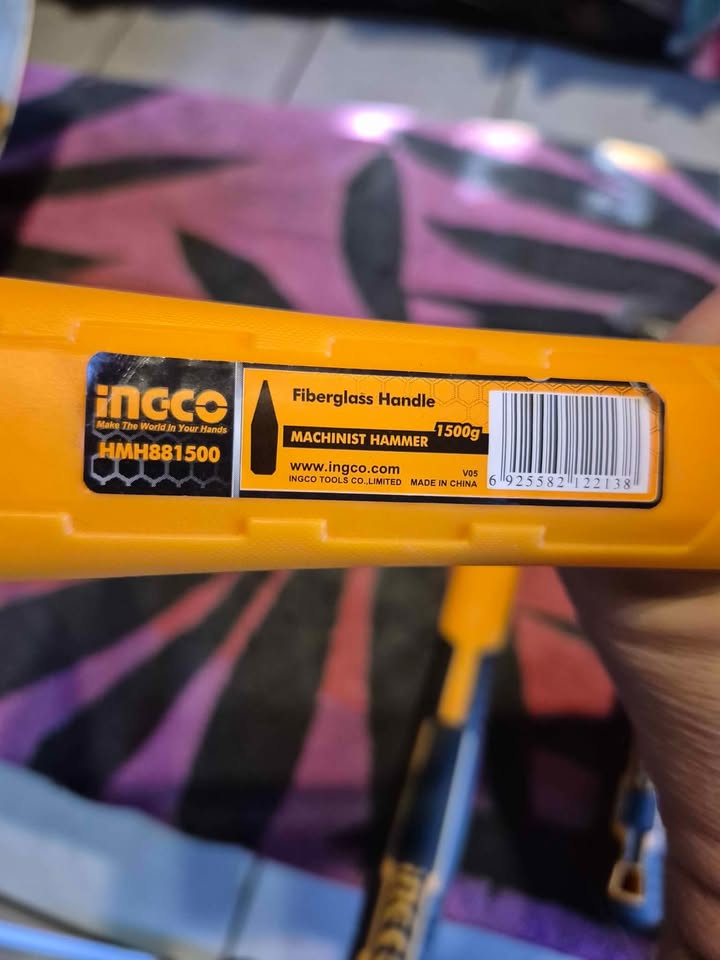 iNGCO
Make The World In Your Hands
HMH881500
Fiberglass Handle
MACHINIST HAMMER 1500g
www.ingco.com
V05
INGCO TOOLS CO.,LIMITED MADE IN CHINA
6 925582 122138
INGCO